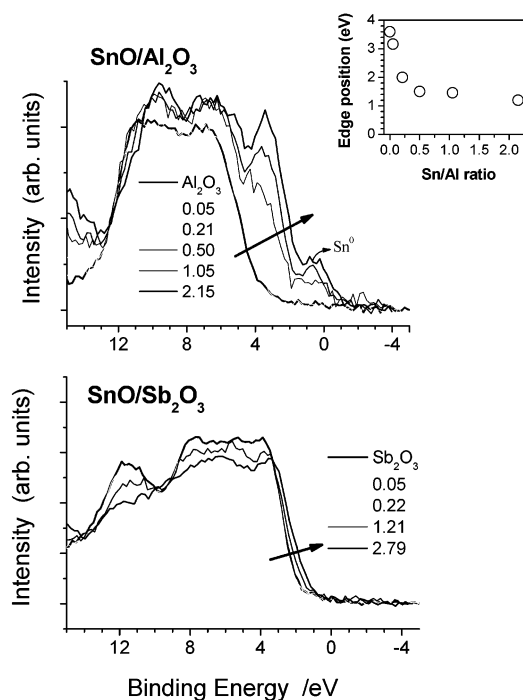 SnO/Al2O3
Intensity (arb. units)
Al2O3
0.05
0.21
0.50
1.05
2.15
Sn0
12 8 4 0 -4
Edge position (eV)
4
3
2
1
0
0.0 0.5 1.0 1.5 2.0
Sn/Al ratio
SnO/Sb2O3
Intensity (arb. units)
Sb2O3
0.05
0.22
1.21
2.79
12 8 4 0 -4
Binding Energy /eV